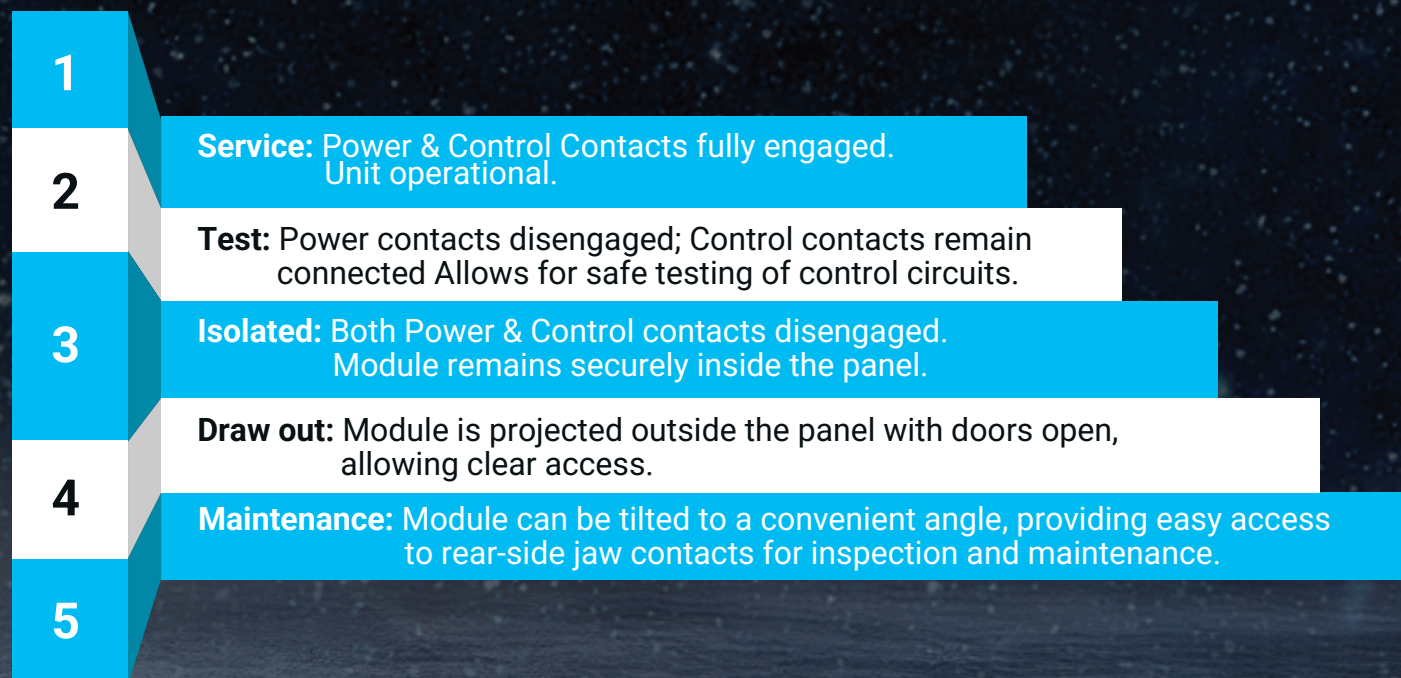 1
Service: Power & Control Contacts fully engaged.
Unit operational.
2
Test: Power contacts disengaged; Control contacts remain
connected Allows for safe testing of control circuits.
3
Isolated: Both Power & Control contacts disengaged.
Module remains securely inside the panel.
4
Draw out: Module is projected outside the panel with doors open,
allowing clear access.
5
Maintenance: Module can be tilted to a convenient angle, providing easy access
to rear-side jaw contacts for inspection and maintenance.